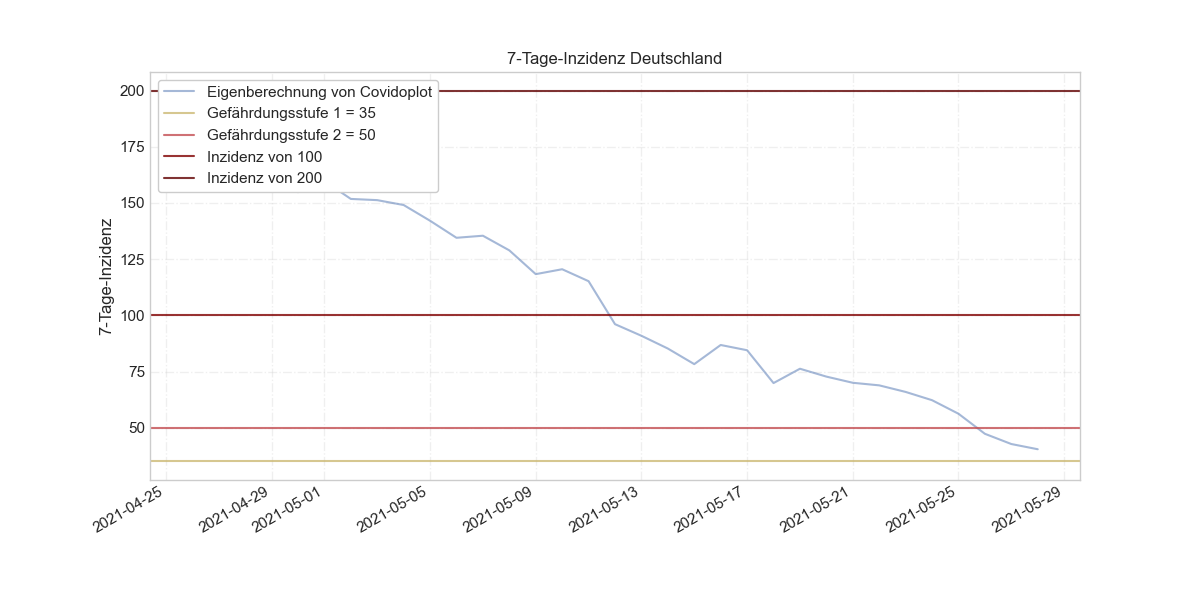 7-Tage-Inzidenz Deutschland
7-Tage-Inzidenz
200
175
150
125
100
75
50
Eigenberechnung von Covidoplot
Gefährdungsstufe 1 = 35
Gefährdungsstufe 2 = 50
Inzidenz von 100
Inzidenz von 200
2021-04-25
2021-04-29
2021-05-01
2021-05-05
2021-05-09
2021-05-13
2021-05-17
2021-05-21
2021-05-25
2021-05-29